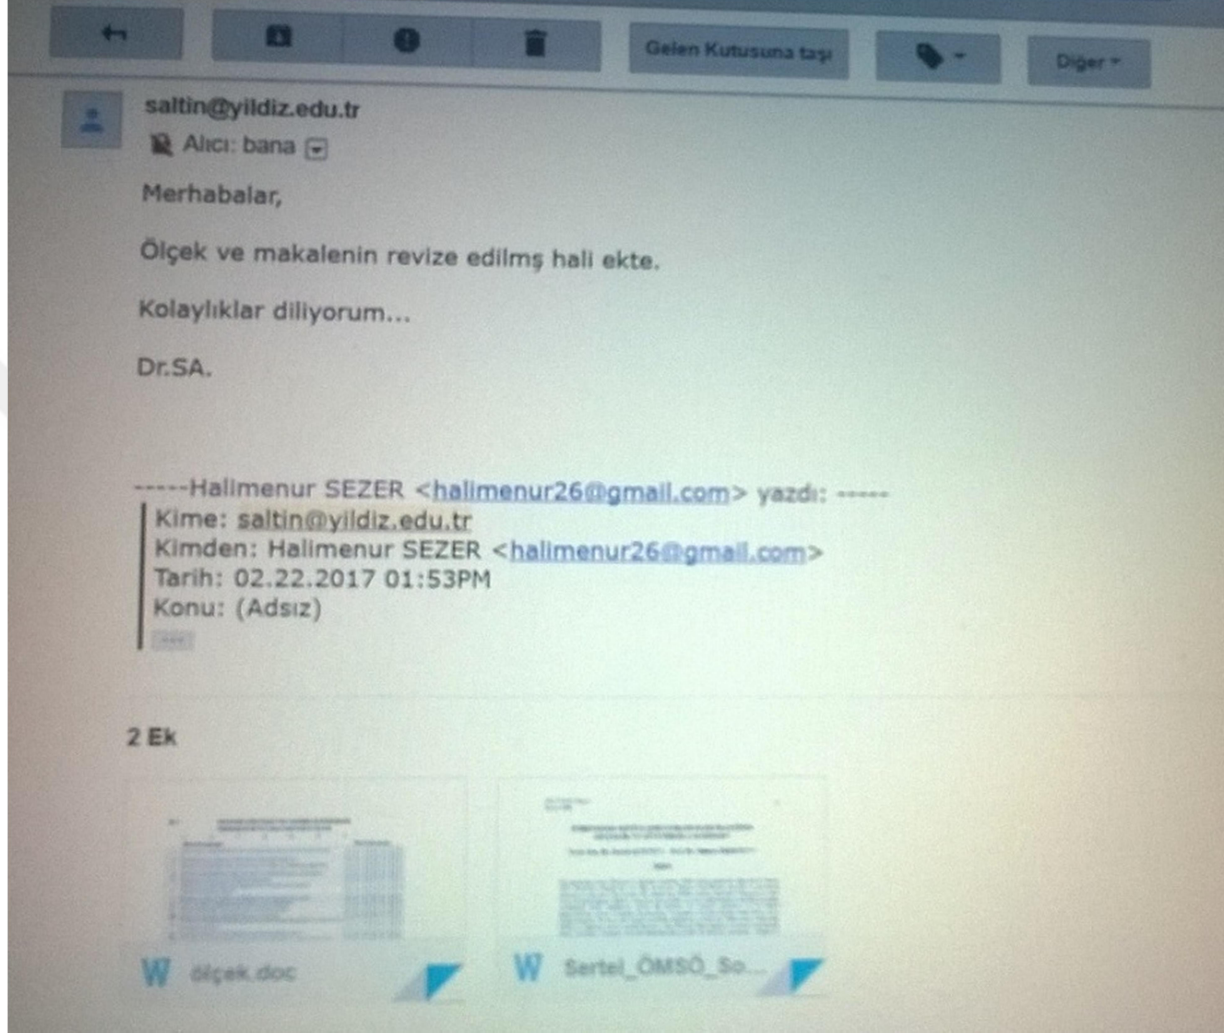 Gelen Kutusuna taşı
Diğer
saltin@yildiz.edu.tr
Alıcı: bana
Merhabalar,
Ölçek ve makalenin revize edilmş hali ekte.
Kolaylıklar diliyorum...
Dr.SA.
-----Halimenur SEZER <halimenur26@gmail.com> yazdı: -----
Kime: saltin@yildiz.edu.tr
Kimden: Halimenur SEZER <halimenur26@gmail.com>
Tarih: 02.22.2017 01:53PM
Konu: (Adsız)
2 Ek
W ölçek.doc
W Sertel_ÖMSÖ_So...